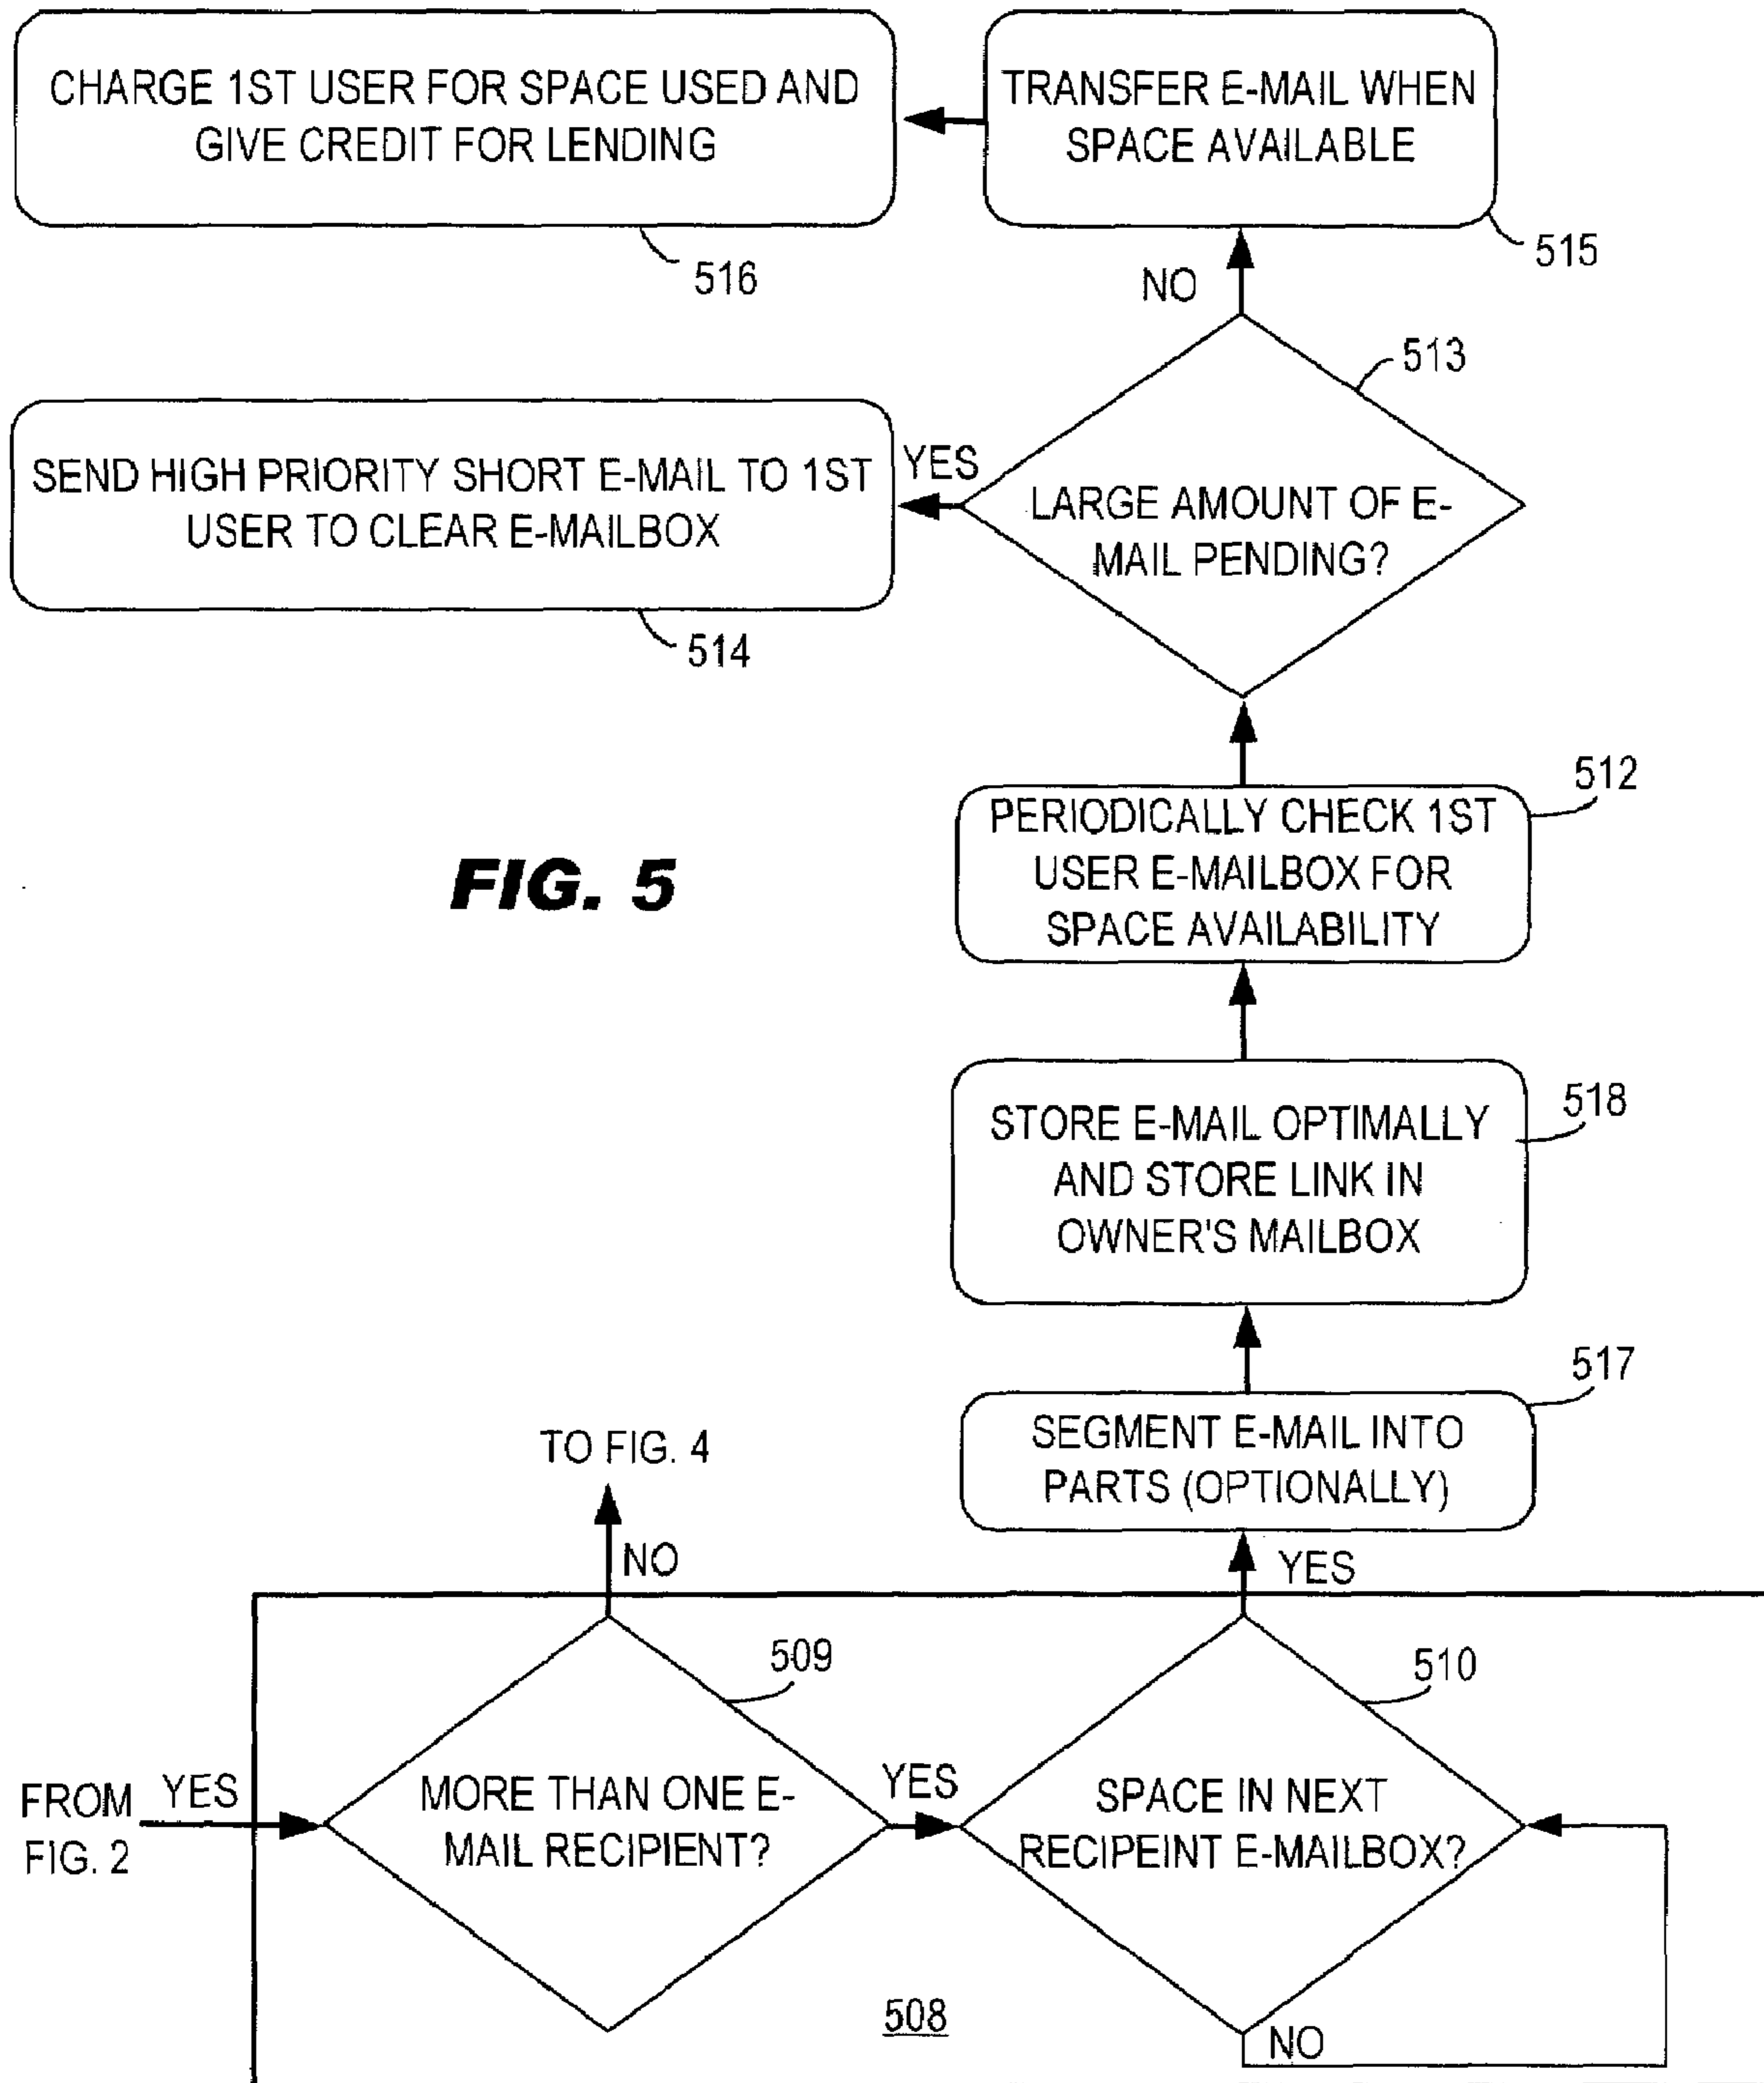 CHARGE 1ST USER FOR SPACE USED AND
GIVE CREDIT FOR LENDING
516
TRANSFER E-MAIL WHEN
SPACE AVAILABLE
515
NO
513
SEND HIGH PRIORITY SHORT E-MAIL TO 1ST
USER TO CLEAR E-MAILBOX
514
YES
LARGE AMOUNT OF E-
MAIL PENDING?
512
PERIODICALLY CHECK 1ST
USER E-MAILBOX FOR
SPACE AVAILABILITY
FIG. 5
518
STORE E-MAIL OPTIMALLY
AND STORE LINK IN
OWNER'S MAILBOX
517
SEGMENT E-MAIL INTO
PARTS (OPTIONALLY)
TO FIG. 4
NO
YES
509
510
FROM
FIG. 2
YES
MORE THAN ONE E-
MAIL RECIPIENT?
YES
SPACE IN NEXT
RECIPEINT E-MAILBOX?
508
NO